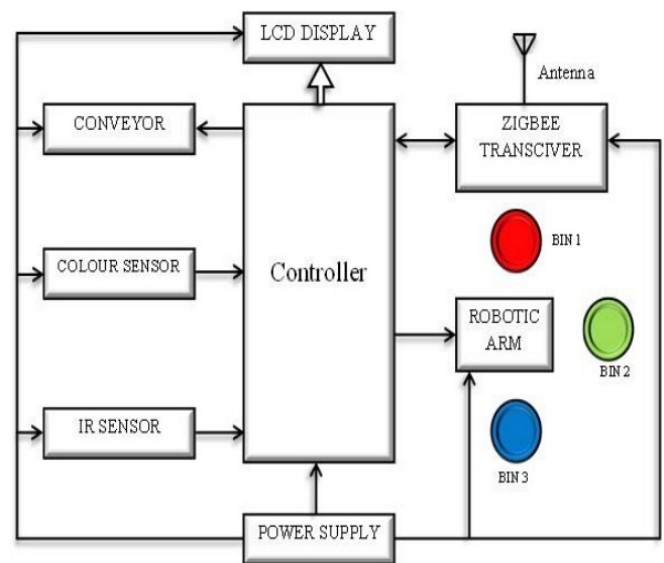 LCD DISPLAY
Antenna
CONVEYOR
ZIGBEE
TRANSCIVER
BIN 1
COLOUR SENSOR
Controller
ROBOTIC
ARM
BIN 2
IR SENSOR
BIN 3
POWER SUPPLY